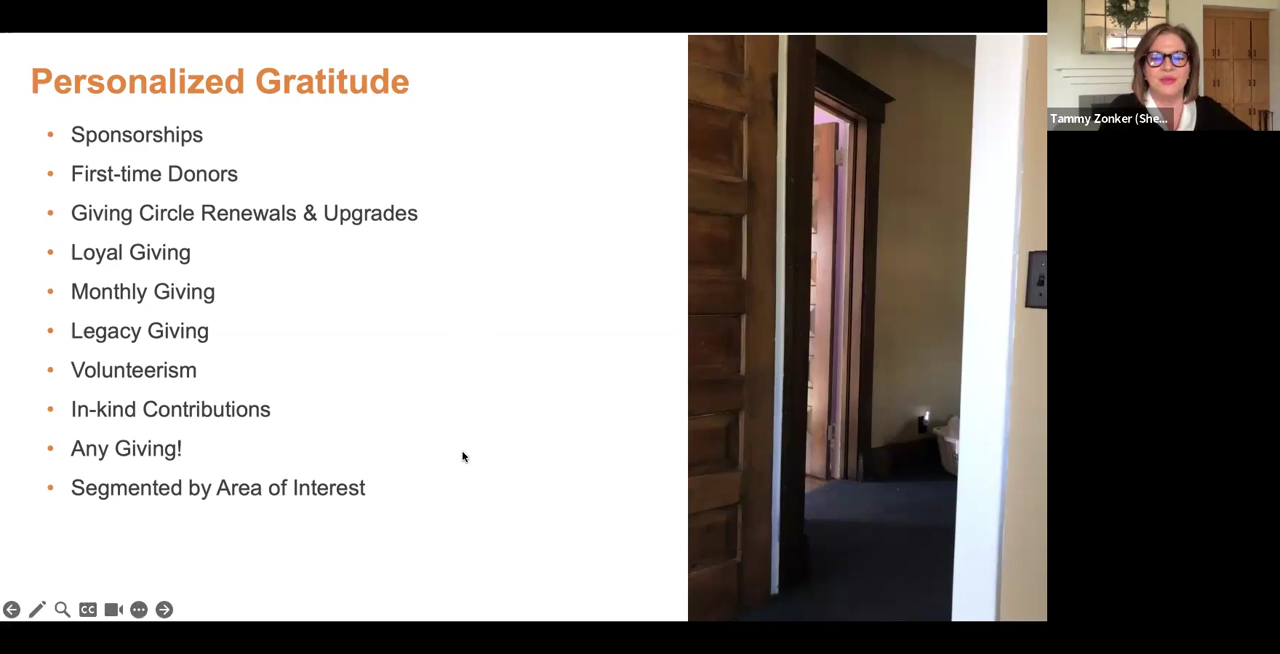 Personalized Gratitude
• Sponsorships
• First-time Donors
• Giving Circle Renewals & Upgrades
• Loyal Giving
• Monthly Giving
• Legacy Giving
• Volunteerism
• In-kind Contributions
• Any Giving!
• Segmented by Area of Interest
CC
Tammy Zonker (She...